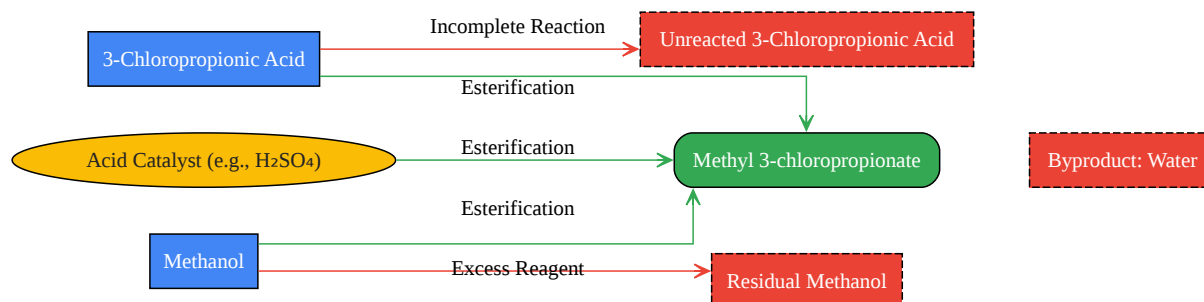 Incomplete Reaction
3-Chloropropionic Acid
Unreacted 3-Chloropropionic Acid
Esterification
Acid Catalyst (e.g., H₂SO₄)
Esterification
Methyl 3-chloropropionate
Byproduct: Water
Esterification
Methanol
Excess Reagent
Residual Methanol